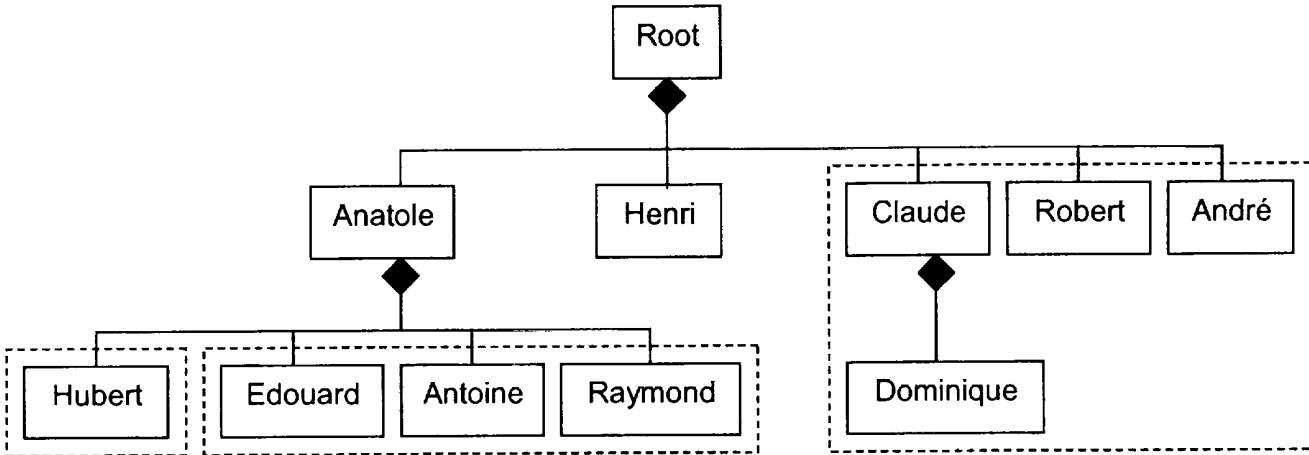 Root
Anatole
Henri
Claude
Robert
André
Hubert
Edouard
Antoine
Raymond
Dominique